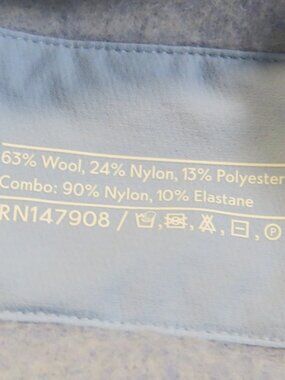 63% Wool, 24% Nylon, 13% Polyester
Combo: 90% Nylon, 10% Elastane
RN147908 /